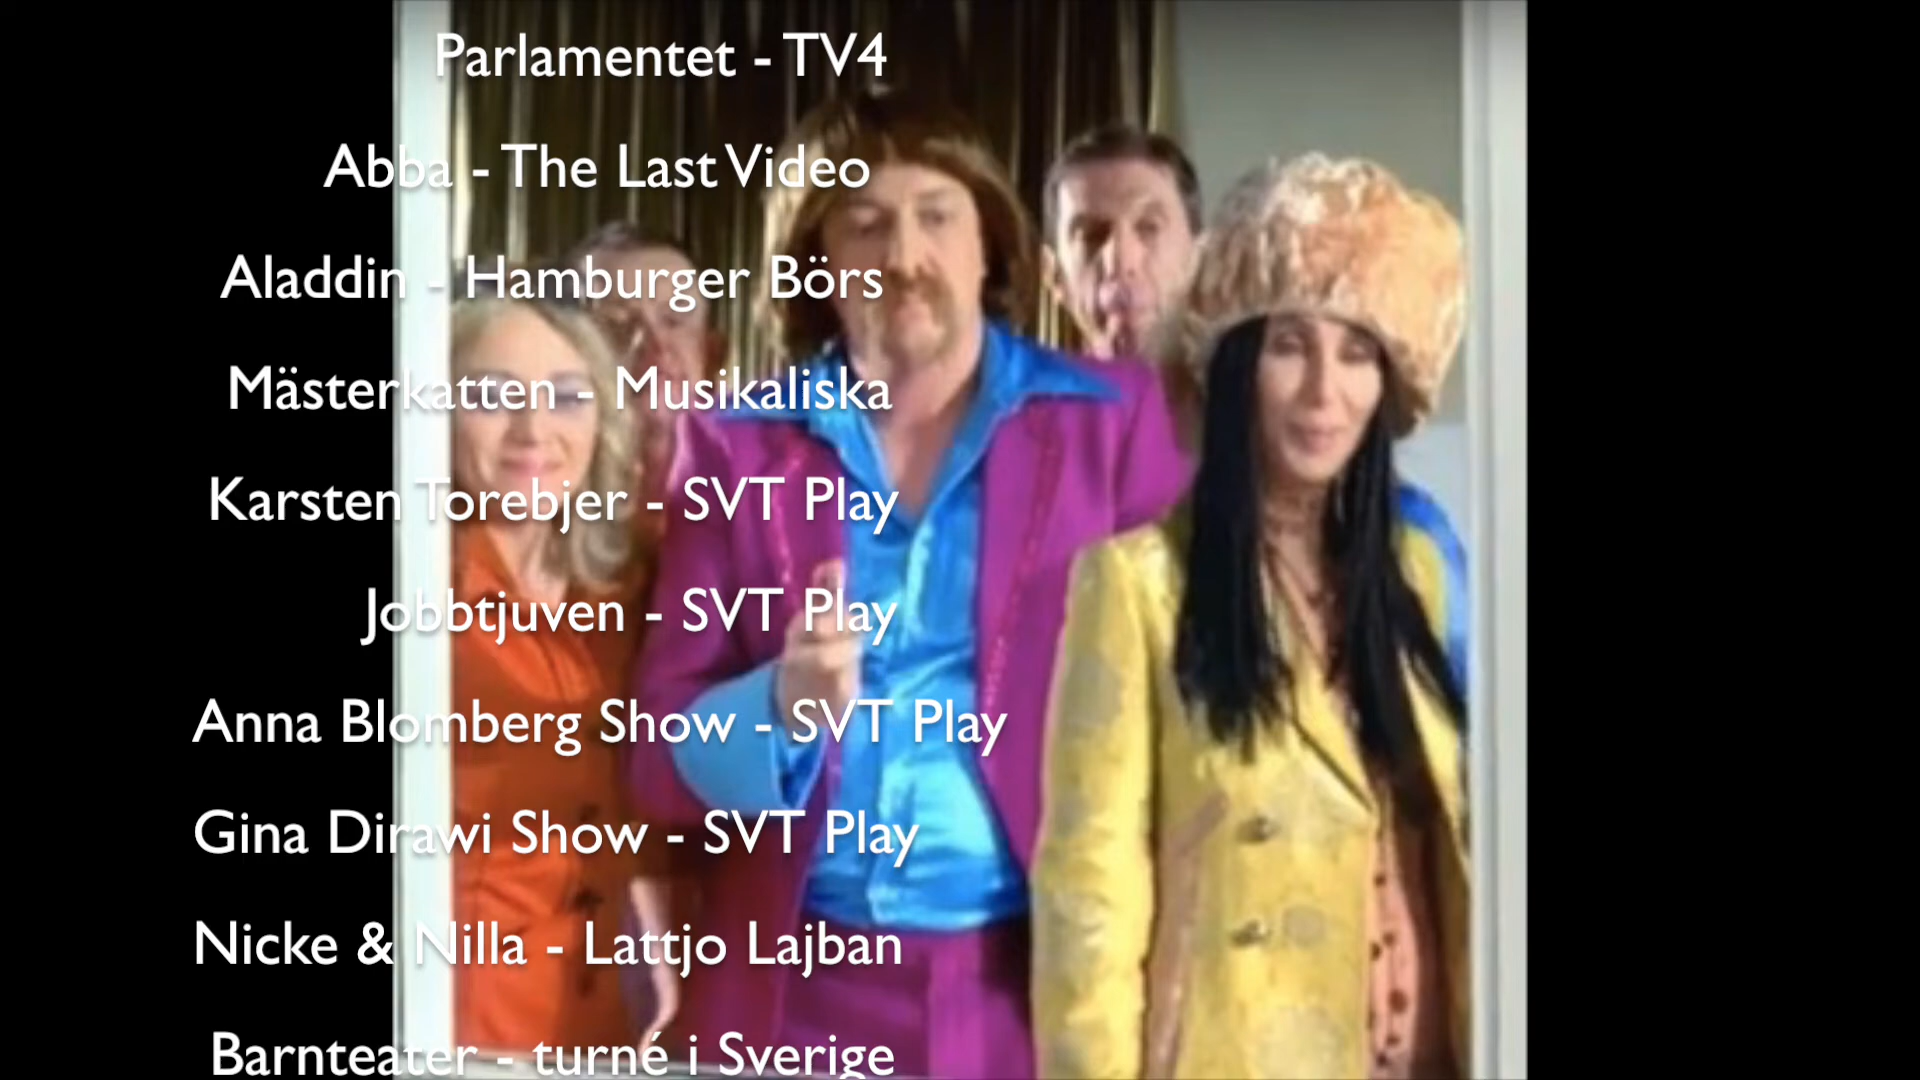 Parlamentet - TV4
Abba - The Last Video
Aladdin - Hamburger Börs
Mästerkatten - Musikaliska
Karsten Torebjer - SVT Play
Jobbtjuven - SVT Play
Anna Blomberg Show - SVT Play
Gina Dirawi Show - SVT Play
Nicke & Nilla - Lattjo Lajban
Barnteater - turné i Sverige